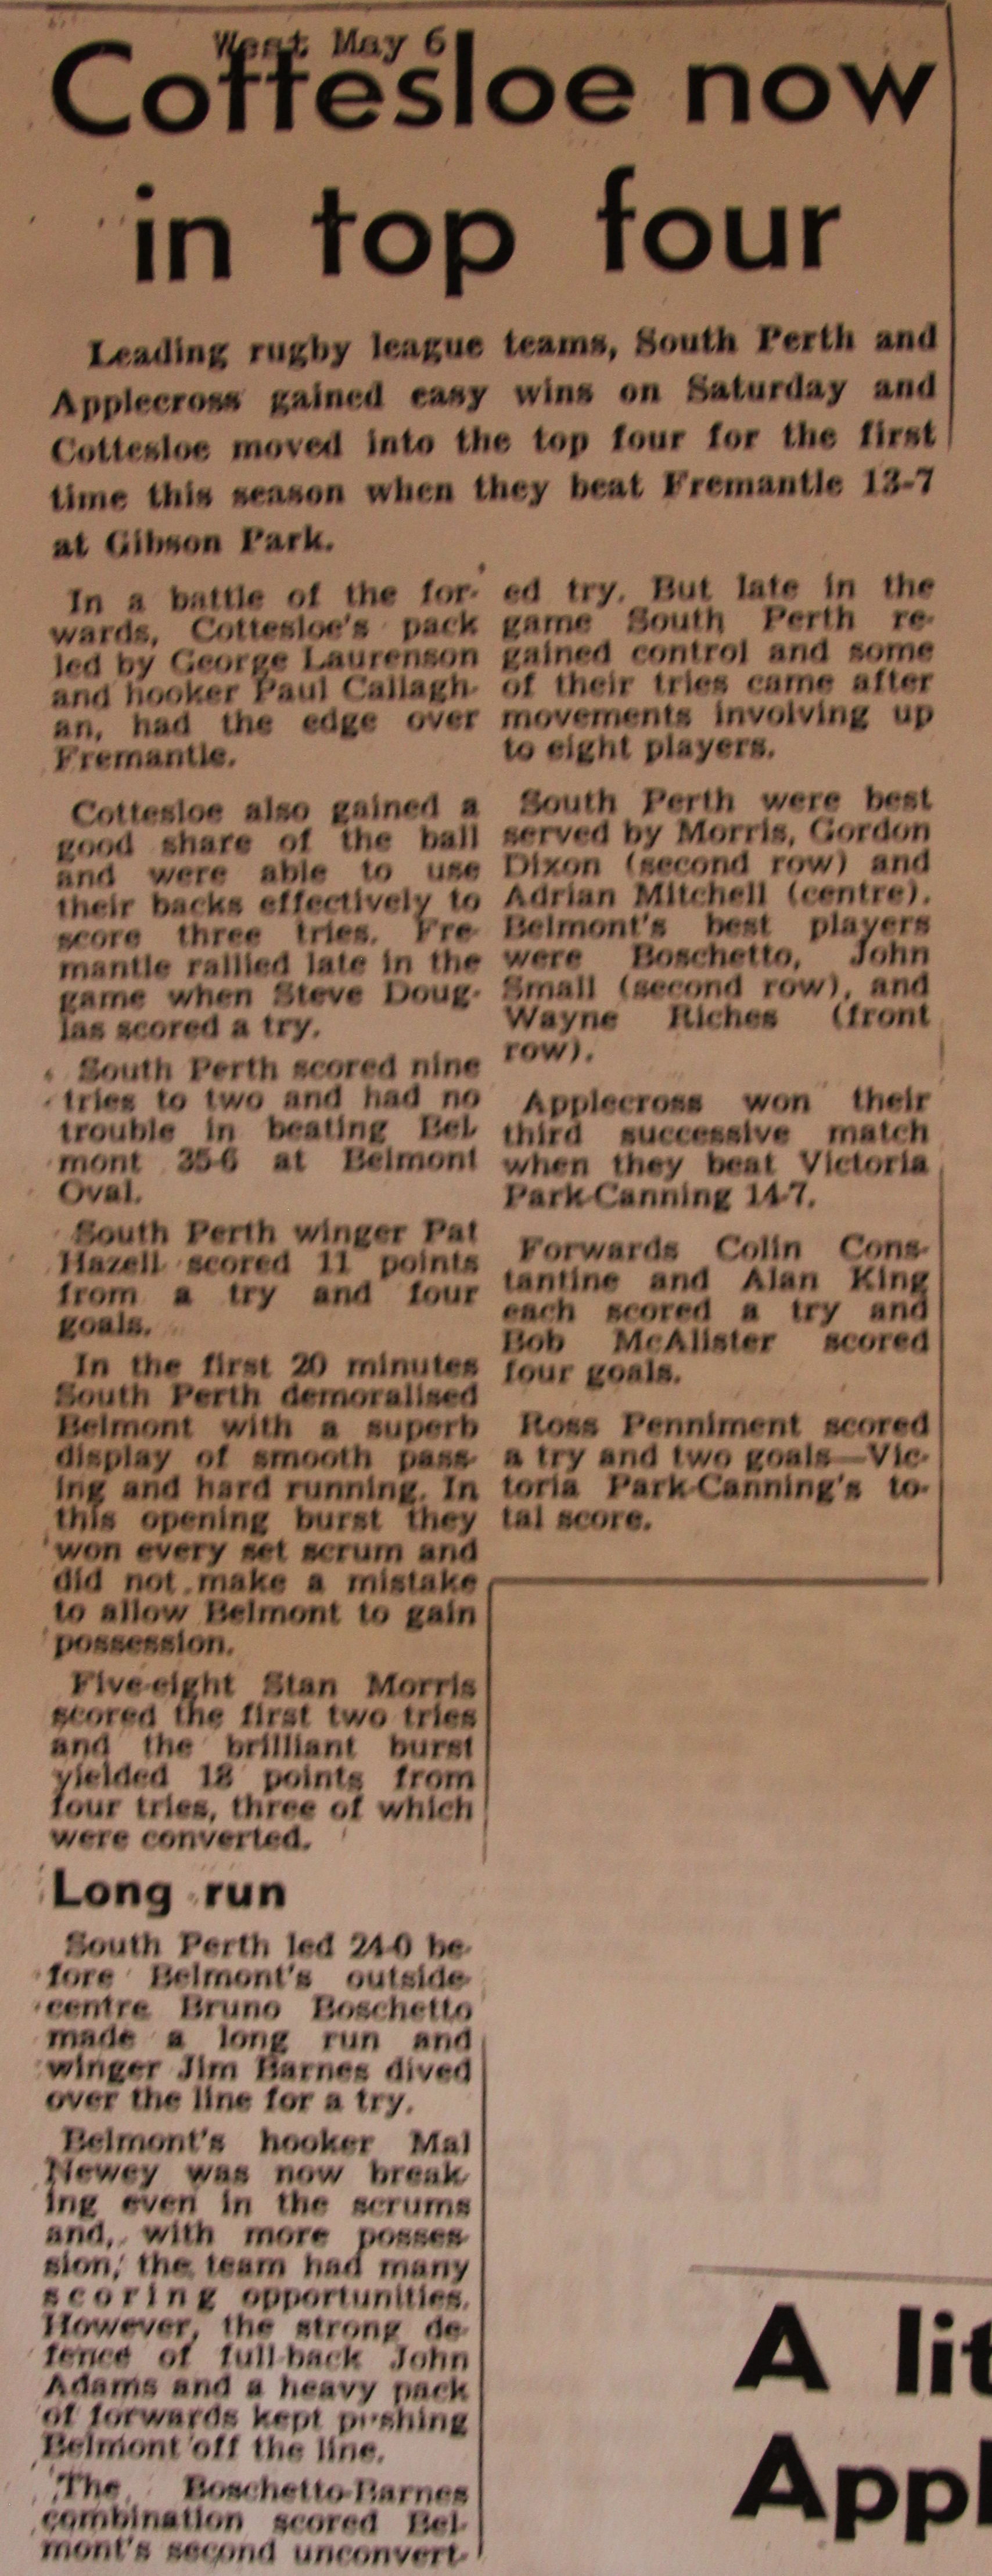 West May 6
Cottesloe now
in top four
Leading rugby league teams, South Perth and
Applecross gained easy wins on Saturday and
Cottesloe moved into the top four for the first
time this season when they beat Fremantle 13-7
at Gibson Park.
In a battle of the for-
wards, Cottesloe's pack
led by George Laurenson
and hooker Paul Callagh-
an, had the edge over
Fremantle.
Cottesloe also gained a
good share of the ball
and were able to use
their backs effectively to
score three tries. Fre-
mantle rallied late in the
game when Steve Doug-
las scored a try.
South Perth scored nine
tries to two and had no
trouble in beating Bel-
mont 35-6 at Belmont
Oval.
South Perth winger Pat
Hazell scored 11 points
from a try and four
goals.
In the first 20 minutes
South Perth demoralised
Belmont with a superb
display of smooth pass-
ing and hard running. In
this opening burst they
won every set scrum and
did not make a mistake
to allow Belmont to gain
possession.
Five-eight Stan Morris
scored the first two tries
and the brilliant burst
yielded 18 points from
four tries, three of which
were converted.
Long run
South Perth led 24-0 be-
fore Belmont's outside-
centre Bruno Boschetto
made a long run and
winger Jim Barnes dived
over the line for a try.
Belmont's hooker Mal
Newey was now break-
ing even in the scrums
and, with more posses-
sion, the team had many
scoring opportunities.
However, the strong de-
fence of full-back John
Adams and a heavy pack
of forwards kept pushing
Belmont off the line.
The Boschetto-Barnes
combination scored Bel-
mont's second unconvert-
ed try. But late in the
game South Perth re-
gained control and some
of their tries came after
movements involving up
to eight players.
South Perth were best
served by Morris, Gordon
Dixon (second row) and
Adrian Mitchell (centre).
Belmont's best players
were Boschetto, John
Small (second row), and
Wayne Riches (front
row).
Applecross won their
third successive match
when they beat Victoria
Park-Canning 14-7.
Forwards Colin Cons-
tantine and Alan King
each scored a try and
Bob McAlister scored
four goals.
Ross Penniment scored
a try and two goals—Vic-
toria Park-Canning's to-
tal score.
A lit
Appl